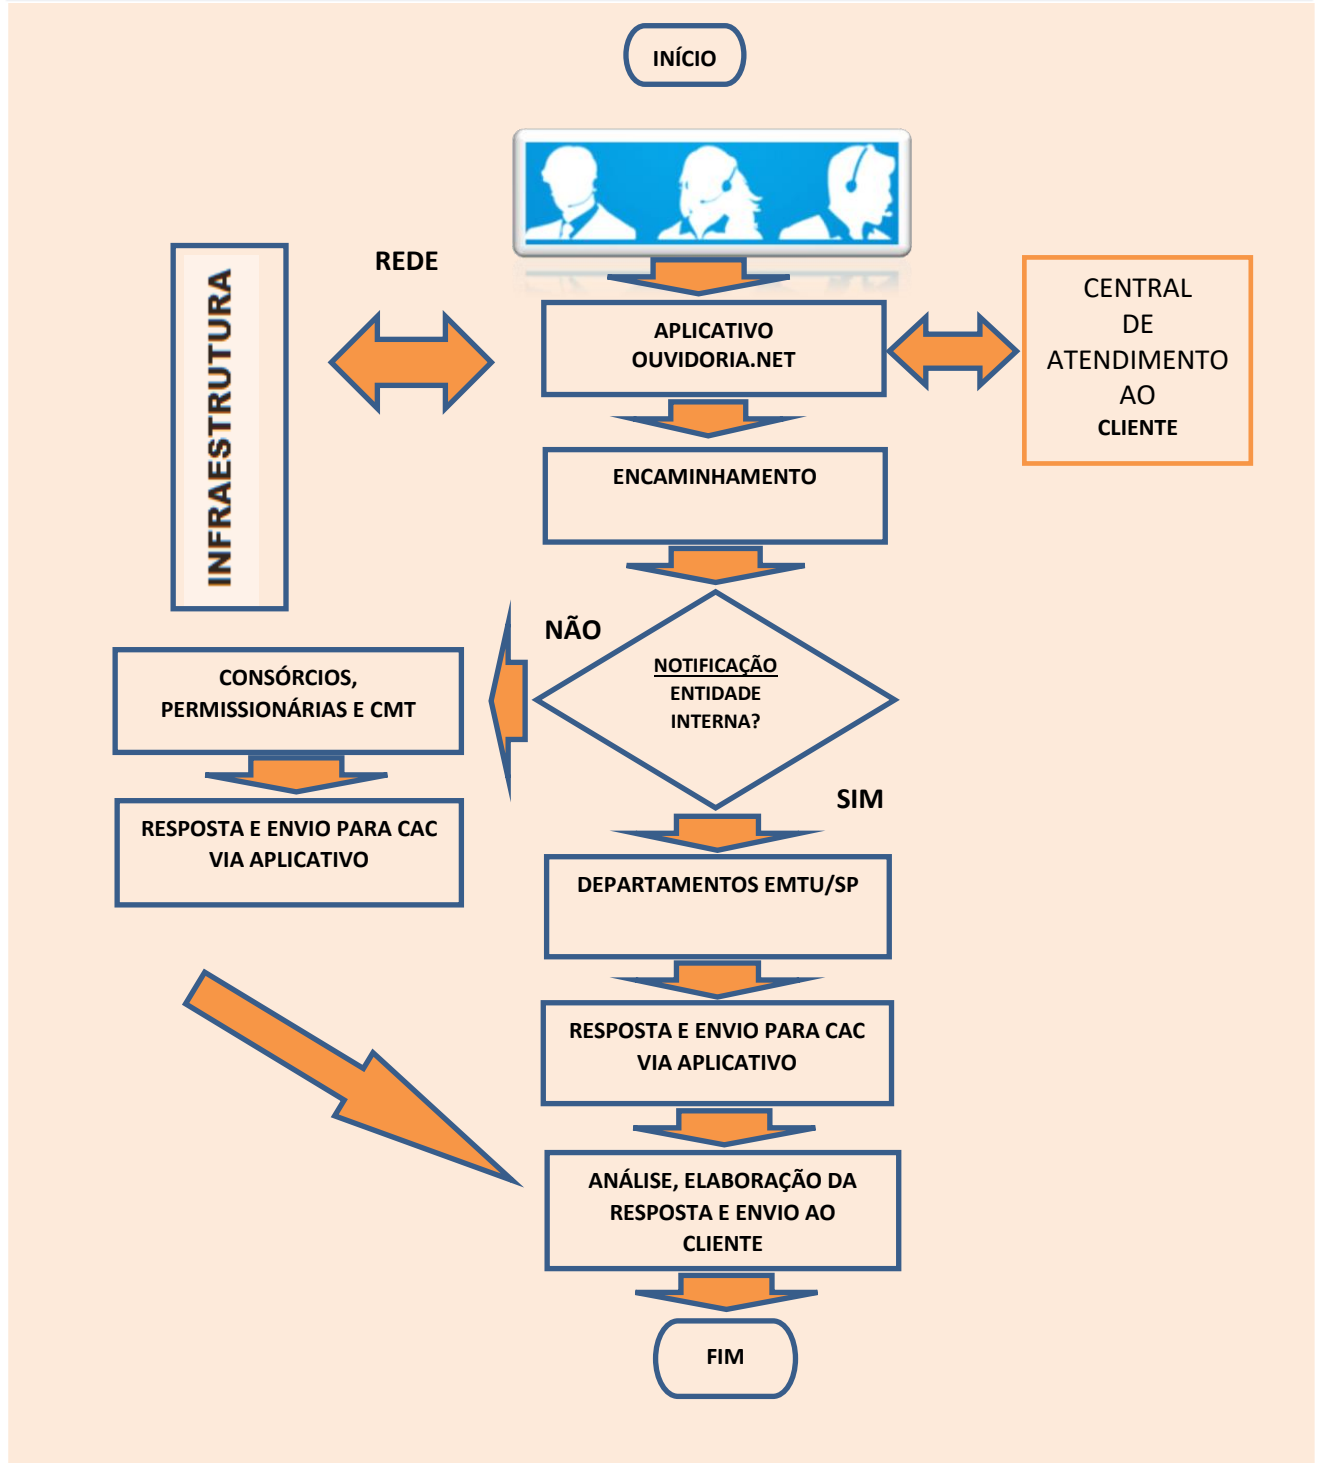 INÍCIO
REDE
INFRAESTRUTURA
APLICATIVO
OUVIDORIA.NET
CENTRAL
DE
ATENDIMENTO
AO
CLIENTE
ENCAMINHAMENTO
NOTIFICAÇÃO
ENTIDADE
INTERNA?
NÃO
CONSÓRCIOS,
PERMISSIONÁRIAS E CMT
RESPOSTA E ENVIO PARA CAC
VIA APLICATIVO
SIM
DEPARTAMENTOS EMTU/SP
RESPOSTA E ENVIO PARA CAC
VIA APLICATIVO
ANÁLISE, ELABORAÇÃO DA
RESPOSTA E ENVIO AO
CLIENTE
FIM